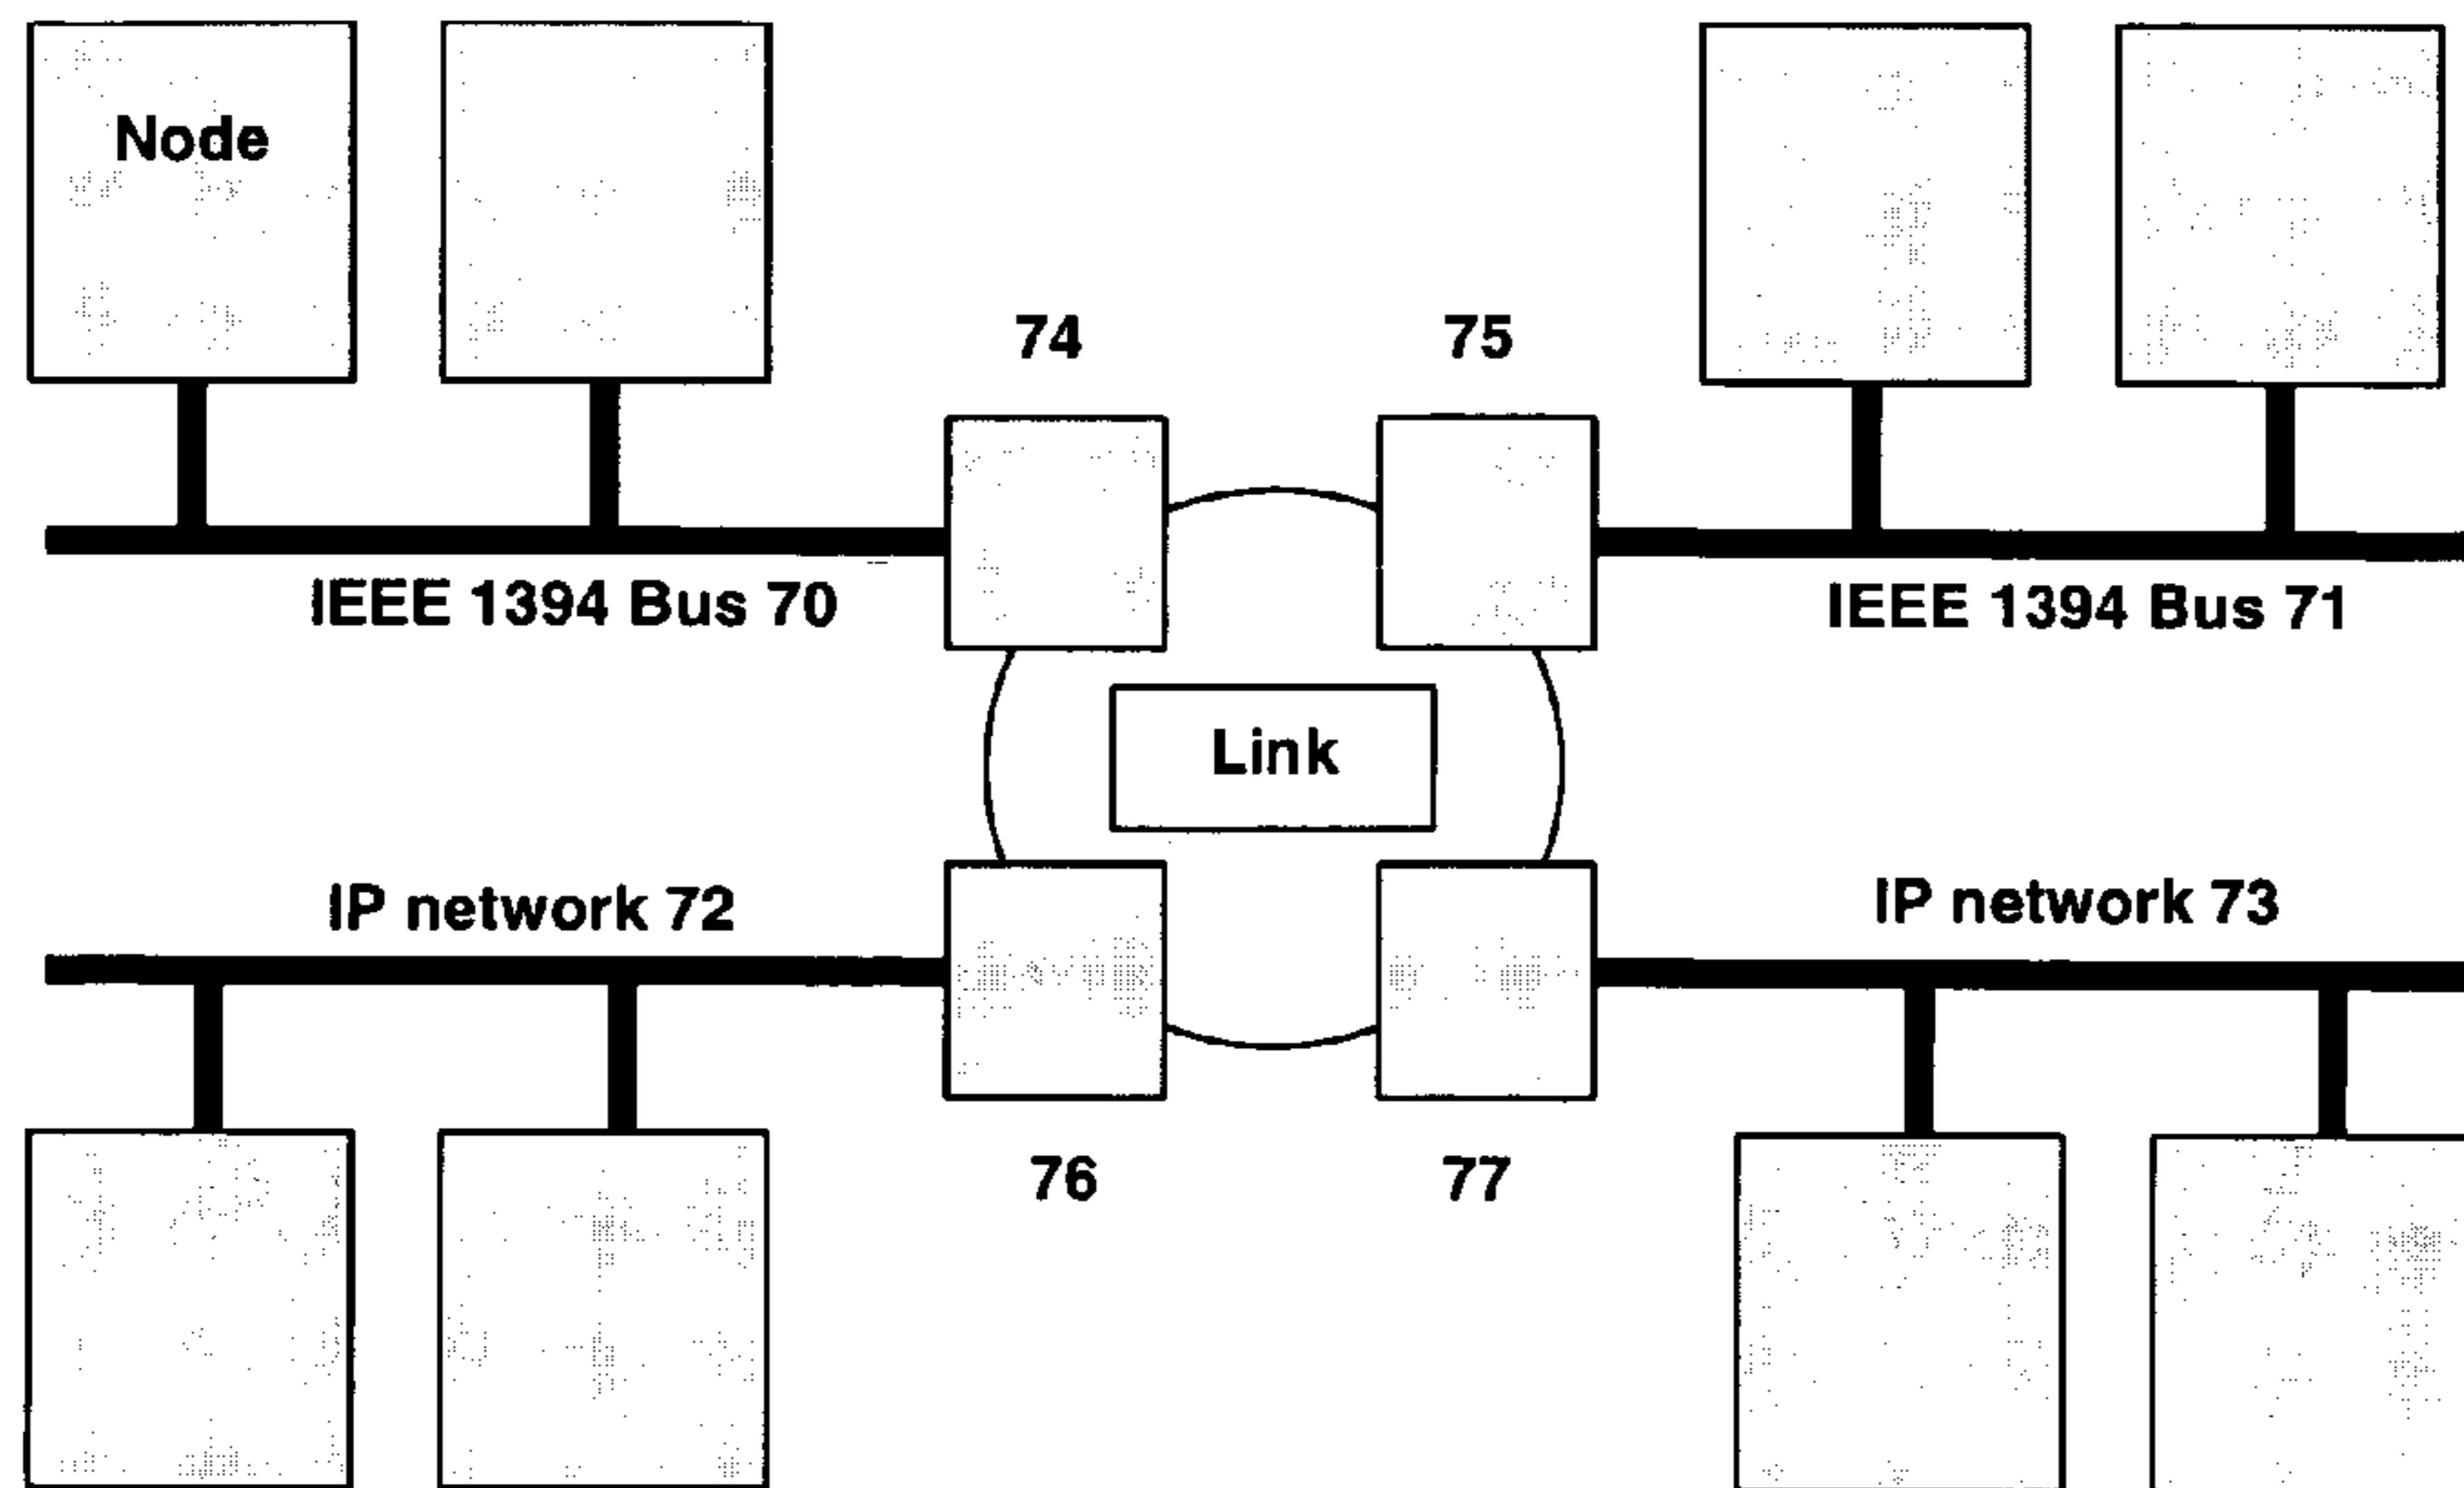 Node
74
75
IEEE 1394 Bus 70
IEEE 1394 Bus 71
Link
IP network 72
IP network 73
76
77